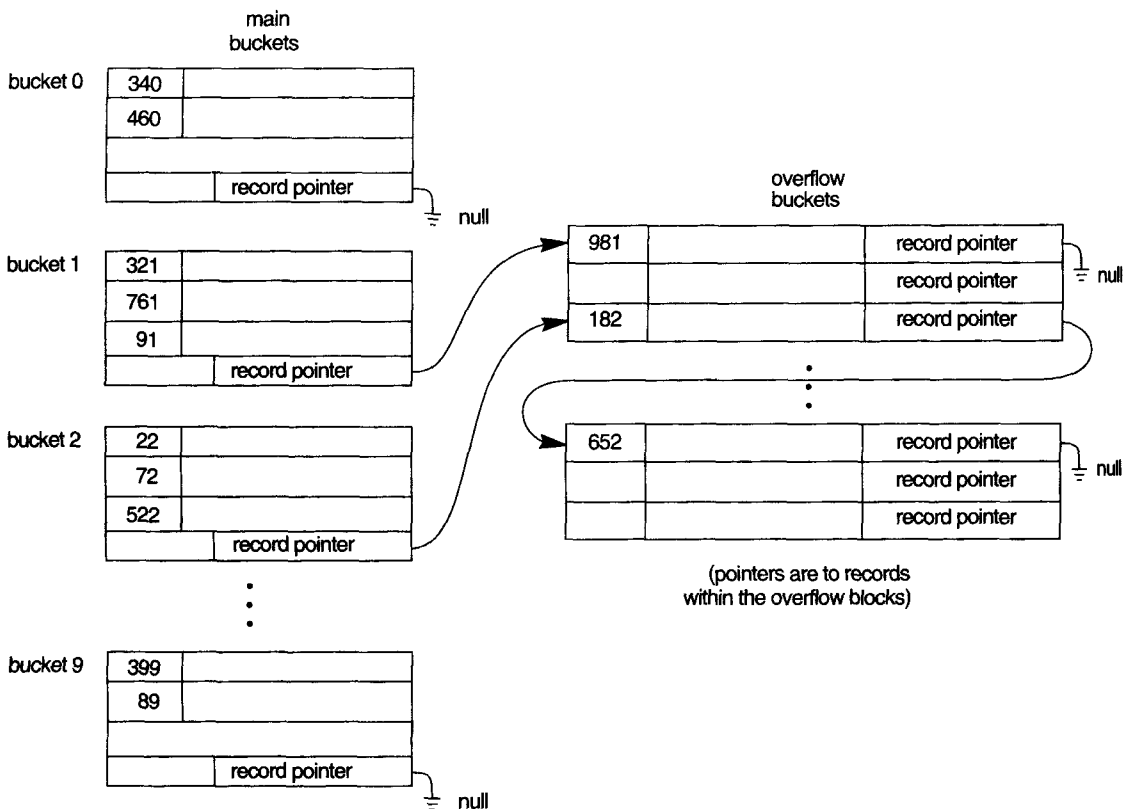 main
buckets
bucket 0
340
460
record pointer
null
bucket 1
321
761
91
record pointer
bucket 2
22
72
522
record pointer
bucket 9
399
89
record pointer
null
overflow
buckets
981 record pointer
null
record pointer
182 record pointer
652 record pointer
null
record pointer
record pointer
(pointers are to records
within the overflow blocks)